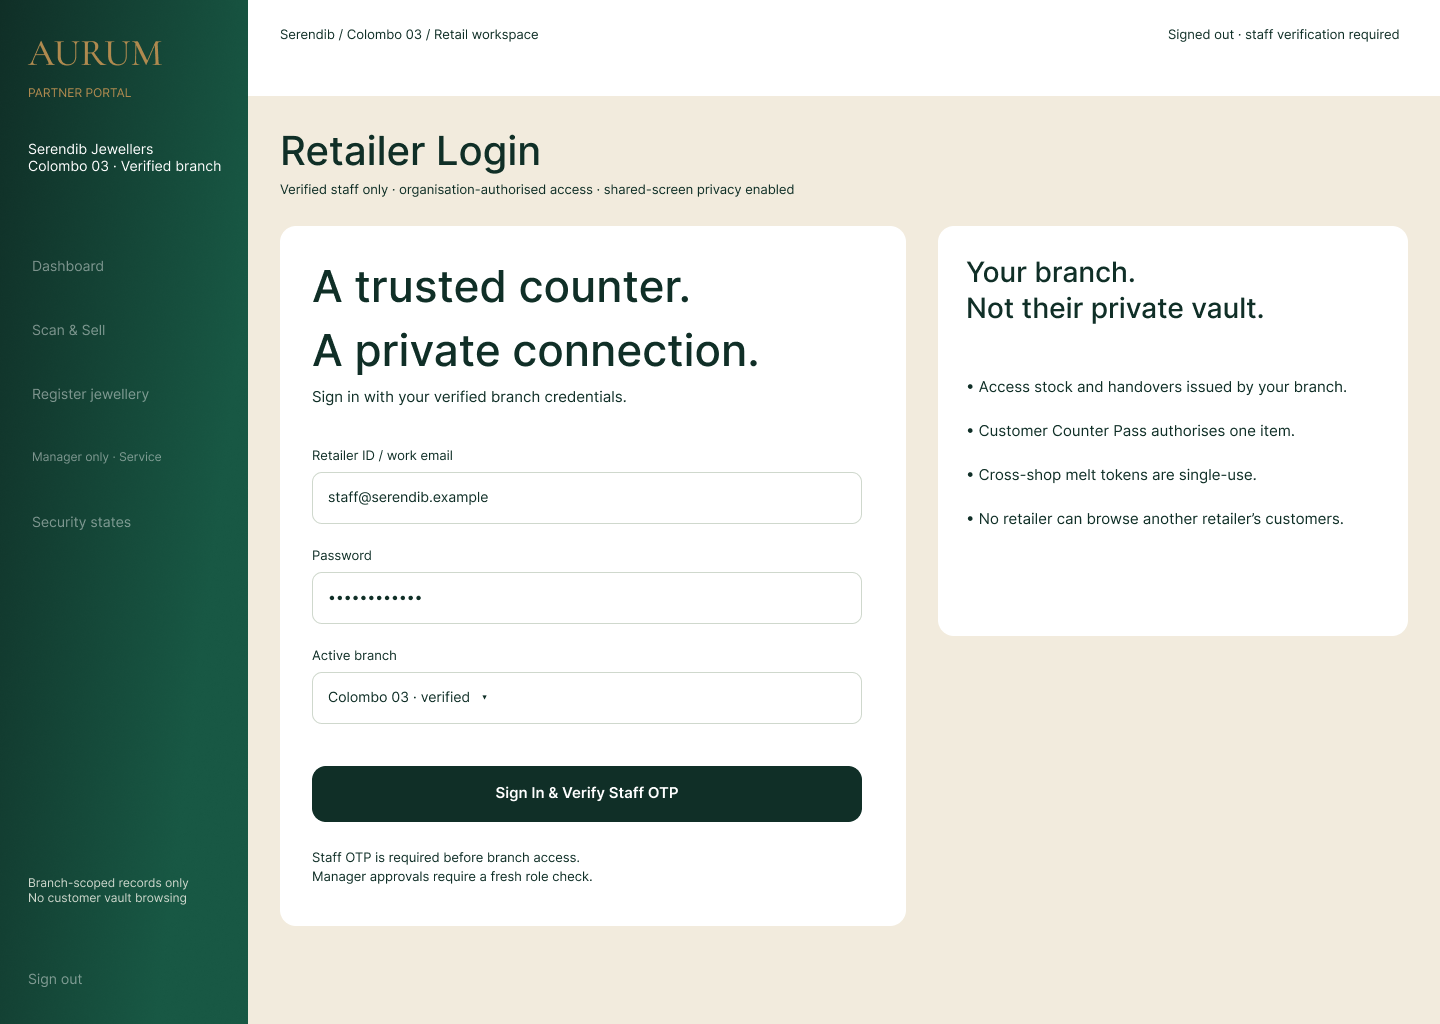 AURUM
PARTNER PORTAL
Serendib Jewellers
Colombo 03 · Verified branch
Dashboard
Scan & Sell
Register jewellery
Manager only · Service
Security states
Branch-scoped records only
No customer vault browsing
Sign out
Serendib / Colombo 03 / Retail workspace
Signed out · staff verification required
Retailer Login
Verified staff only · organisation-authorised access · shared-screen privacy enabled
A trusted counter.
A private connection.
Sign in with your verified branch credentials.
Retailer ID / work email
staff@serendib.example
Password
••••••••••••
Active branch
Colombo 03 · verified ▾
Sign In & Verify Staff OTP
Staff OTP is required before branch access.
Manager approvals require a fresh role check.
Your branch.
Not their private vault.
• Access stock and handovers issued by your branch.
• Customer Counter Pass authorises one item.
• Cross-shop melt tokens are single-use.
• No retailer can browse another retailer’s customers.